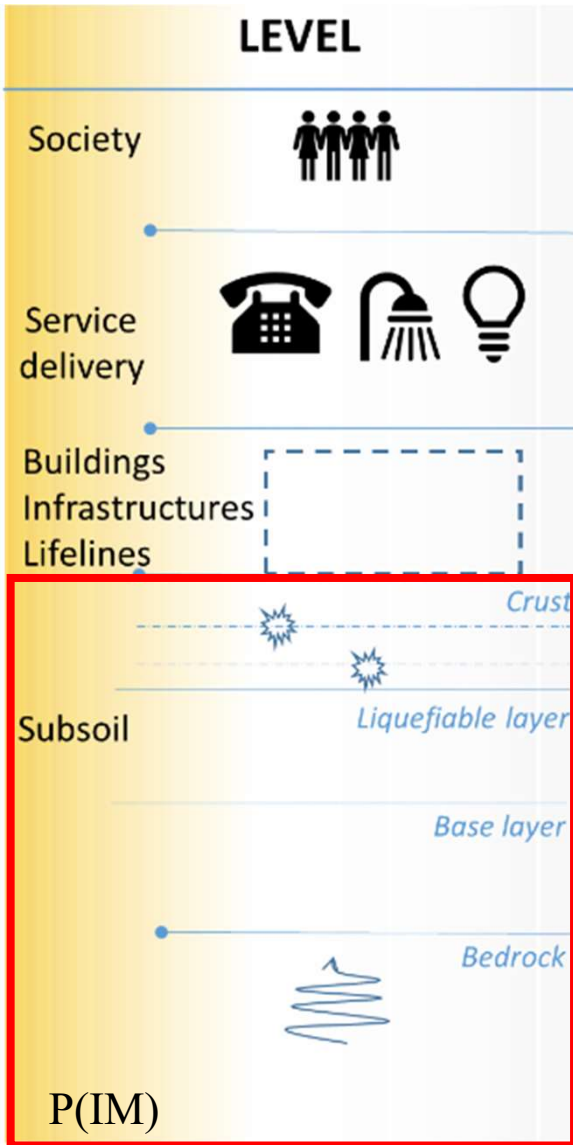 LEVEL
Society
Service
delivery
Buildings
Infrastructures
Lifelines
Crust
Subsoil
Liquefiable layer
Base layer
Bedrock
P(IM)